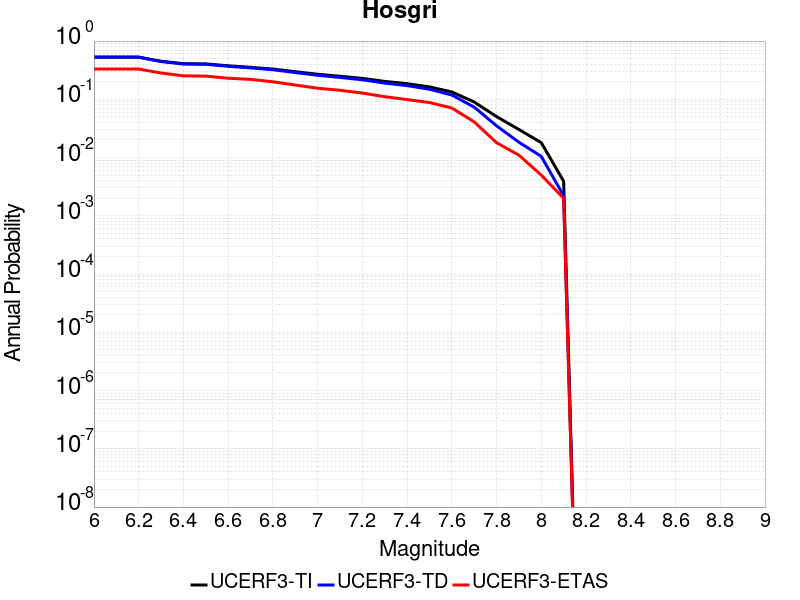 Hosgri
10^0
10^-1
10^-2
10^-3
10^-4
10^-5
10^-6
10^-7
10^-8
Annual Probability
6 6.2 6.4 6.6 6.8 7 7.2 7.4 7.6 7.8 8 8.2 8.4 8.6 8.8 9
Magnitude
UCERF3-TI UCERF3-TD UCERF3-ETAS